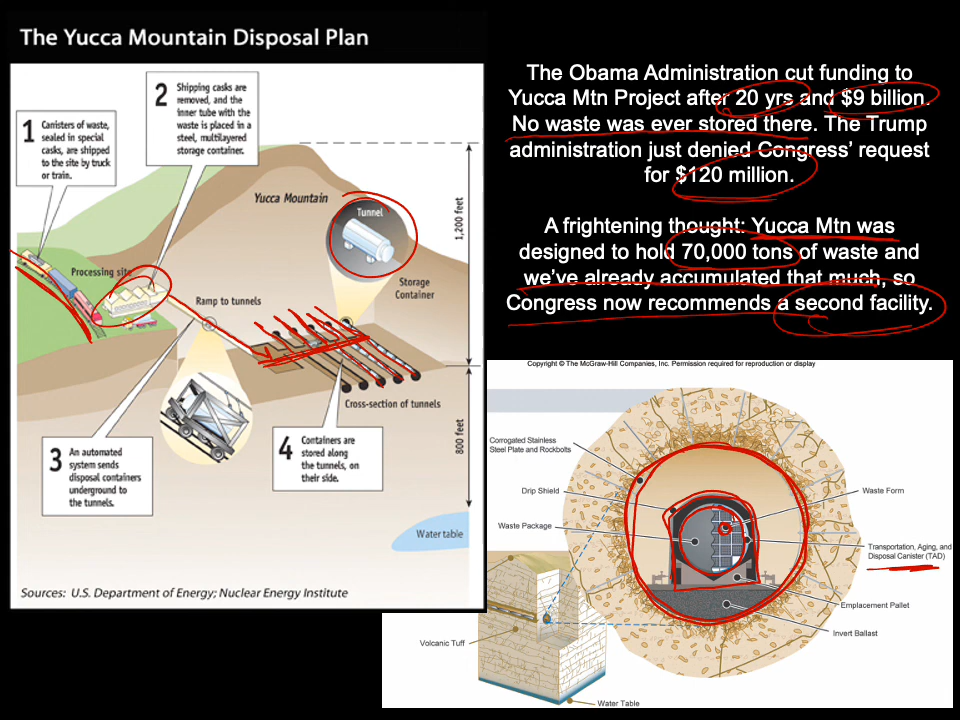 The Yucca Mountain Disposal Plan
1 Canisters of waste,
sealed in special
casks, are shipped
to the site by truck
or train.
2 Shipping casks are
removed, and the
inner tube with the
waste is placed in a
steel, multilayered
storage container.
Yucca Mountain
Tunnel
1,200 feet
Processing site
Ramp to tunnels
Storage
Container
Cross-section of tunnels
3 An automated
system sends
disposal containers
underground to
the tunnels.
4 Containers are
stored along
the tunnels, on
their side.
800 feet
Water table
Sources: U.S. Department of Energy; Nuclear Energy Institute
The Obama Administration cut funding to
Yucca Mtn Project after 20 yrs and $9 billion.
No waste was ever stored there. The Trump
administration just denied Congress’ request
for $120 million.
A frightening thought: Yucca Mtn was
designed to hold 70,000 tons of waste and
we’ve already accumulated that much, so
Congress now recommends a second facility.
Copyright © The McGraw-Hill Companies, Inc. Permission required for reproduction or display
Corrogated Stainless
Steel Plate and Rockbolts
Drip Shield
Waste Package
Waste Form
Transportation, Aging, and
Disposal Canister (TAD)
Emplacement Pallet
Invert Ballast
Volcanic Tuff
Water Table